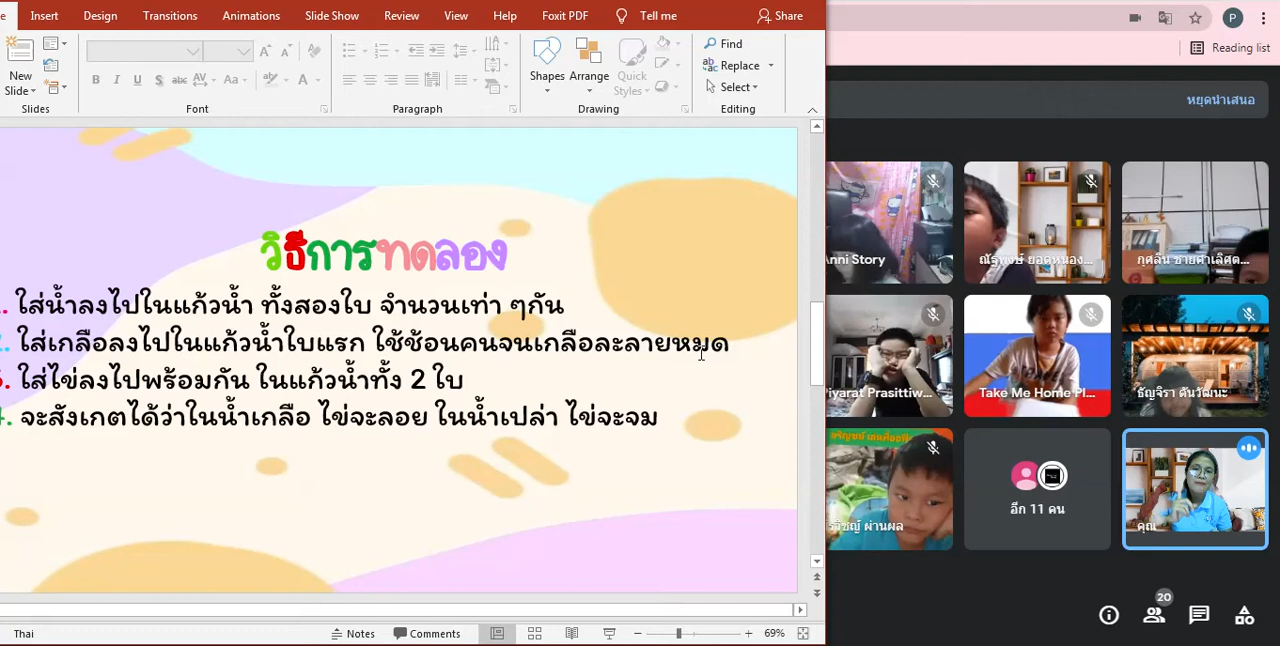 Insert Design Transitions Animations Slide Show Review View Help Foxit PDF Tell me Share
New
Slide
Slides
Font
Paragraph
Shapes Arrange Quick
Styles
Drawing
Find
Replace
Select
Editing
วิธีการทดลอง
1. ใส่น้ำลงไปในแก้วน้ำ ทั้งสองใบ จำนวนเท่า ๆกัน
2. ใส่เกลือลงไปในแก้วน้ำใบแรก ใช้ช้อนคนจนเกลือละลายหมด
3. ใส่ไข่ลงไปพร้อมกัน ในแก้วน้ำทั้ง 2 ใบ
4. จะสังเกตได้ว่าในน้ำเกลือ ไข่จะลอย ในน้ำเปล่า ไข่จะจม
Thai Notes Comments 69%
P
Reading list
หยุดนำเสนอ
Anni Story
Piyarat Prasittiw...
Take Me Home Pl...
ธัญจิรา ตันวัฒนะ
อีก 11 คน
คุณ
20